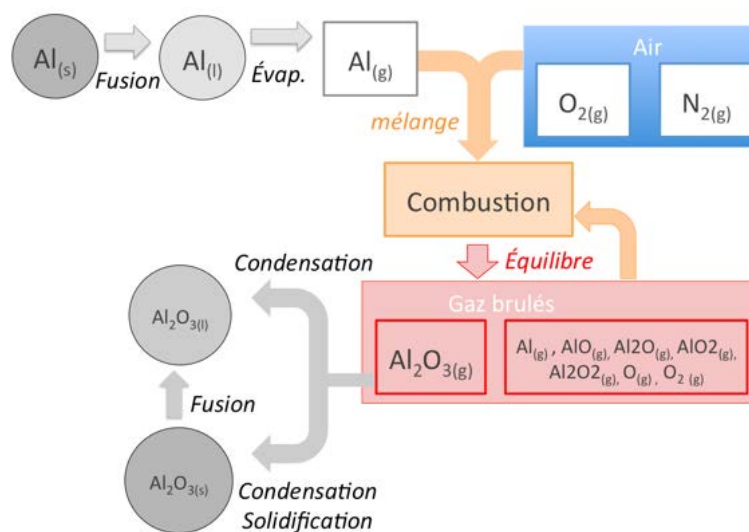 Al(s)
Fusion
Al(l)
Évap.
Al(g)
mélange
Air
O2(g)
N2(g)
Combustion
Équilibre
Gaz brulés
Al2O3(g)
Al(g) , AlO(g), Al2O(g), AlO2(g),
Al2O2(g), O(g) , O2 (g)
Condensation
Al2O3(l)
Fusion
Al2O3(s)
Condensation
Solidification